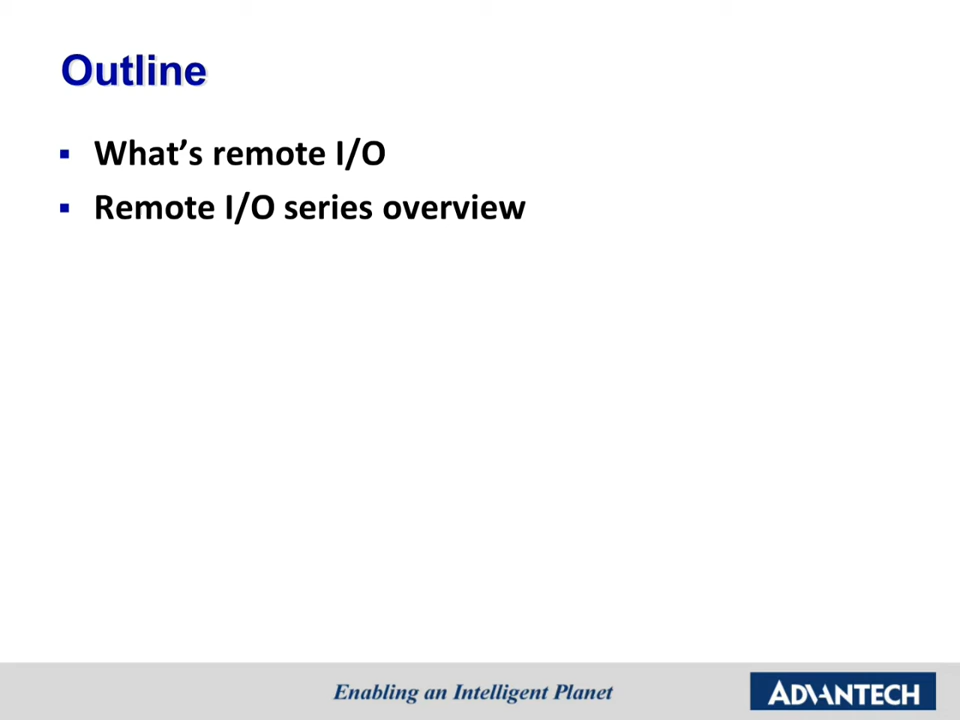 Outline
▪ What’s remote I/O
▪ Remote I/O series overview
Enabling an Intelligent Planet
ADVANTECH